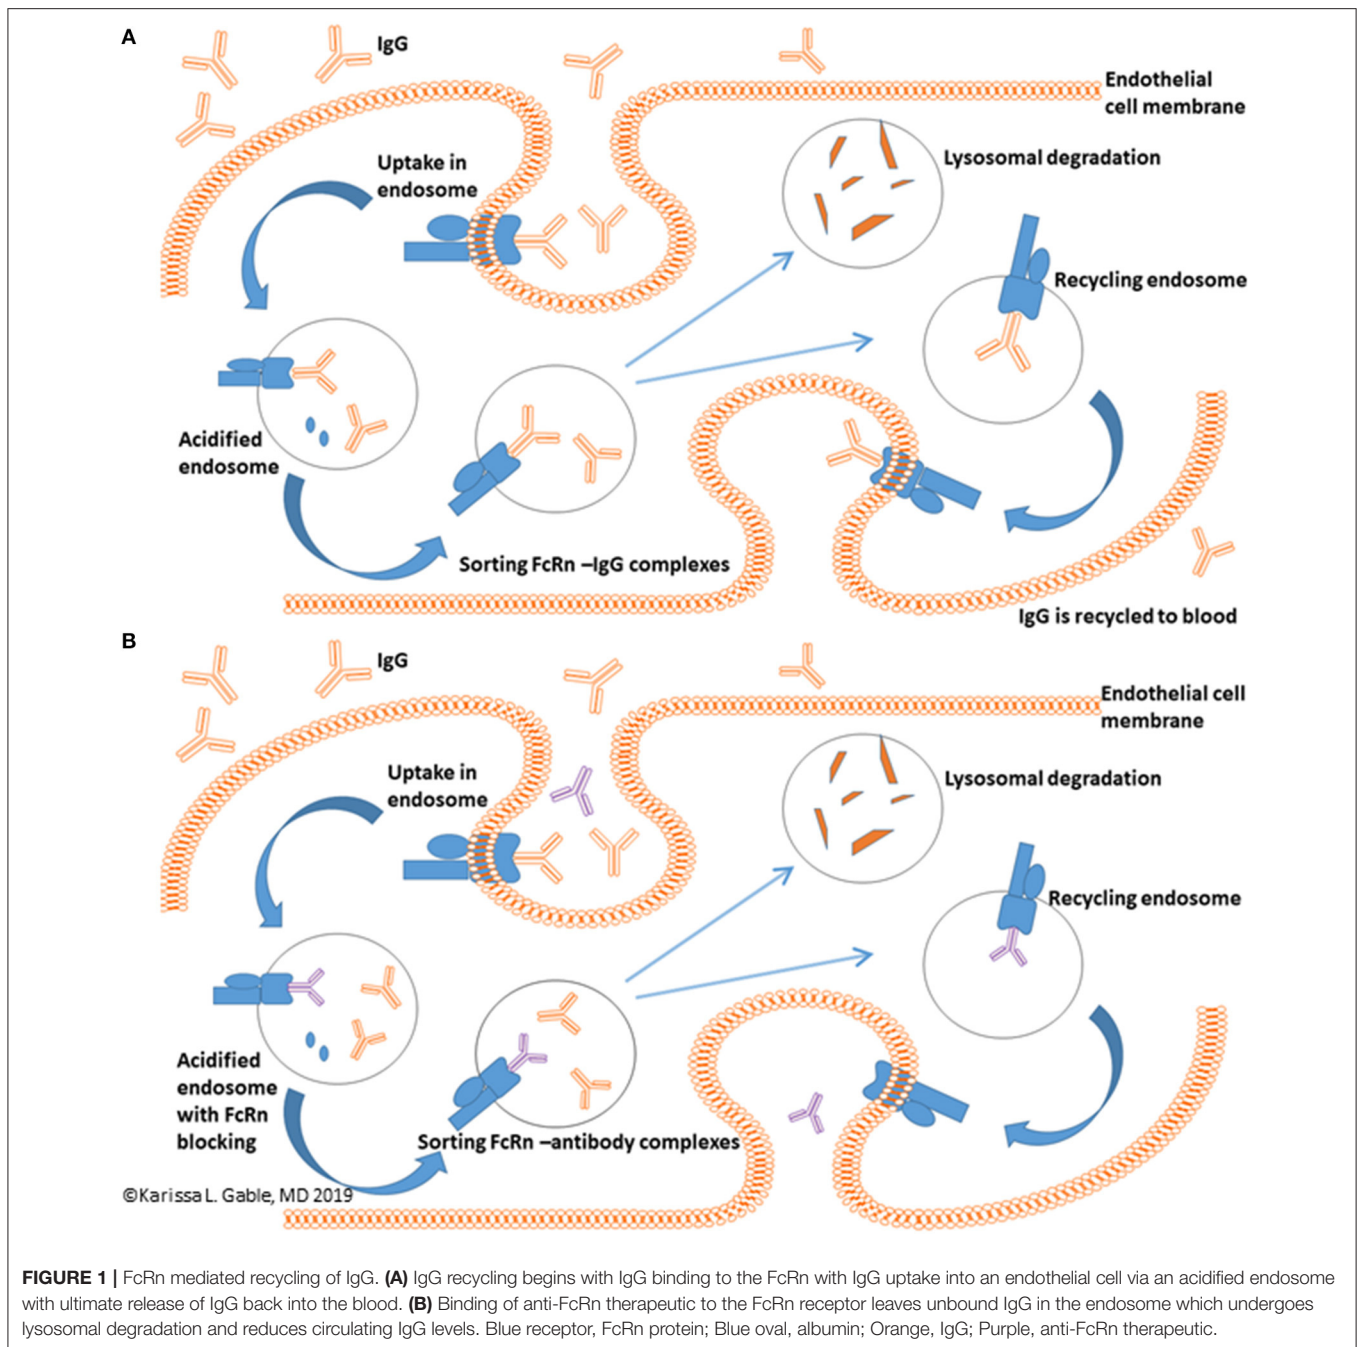 A
IgG
Endothelial
cell membrane
Uptake in
endosome
Lysosomal degradation
Recycling endosome
Acidified
endosome
Sorting FcRn –IgG complexes
IgG is recycled to blood
B
IgG
Endothelial cell
membrane
Uptake in
endosome
Lysosomal degradation
Recycling endosome
Acidified
endosome
with FcRn
blocking
Sorting FcRn –antibody complexes
©Karissa L. Gable, MD 2019
FIGURE 1 | FcRn mediated recycling of IgG. (A) IgG recycling begins with IgG binding to the FcRn with IgG uptake into an endothelial cell via an acidified endosome
with ultimate release of IgG back into the blood. (B) Binding of anti-FcRn therapeutic to the FcRn receptor leaves unbound IgG in the endosome which undergoes
lysosomal degradation and reduces circulating IgG levels. Blue receptor, FcRn protein; Blue oval, albumin; Orange, IgG; Purple, anti-FcRn therapeutic.